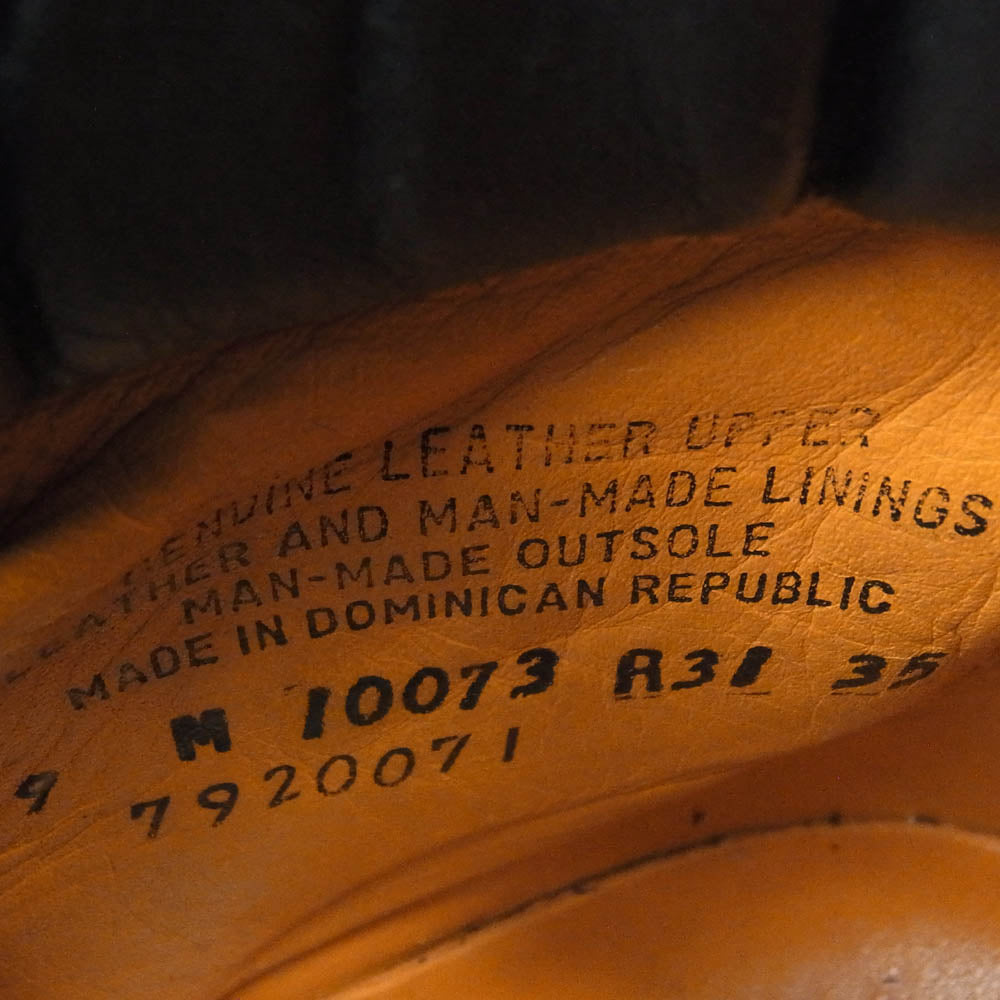 GENUINE LEATHER UPPER
LEATHER AND MAN-MADE LININGS
MAN-MADE OUTSOLE
MADE IN DOMINICAN REPUBLIC
9 M 10073 R31 35
7920071